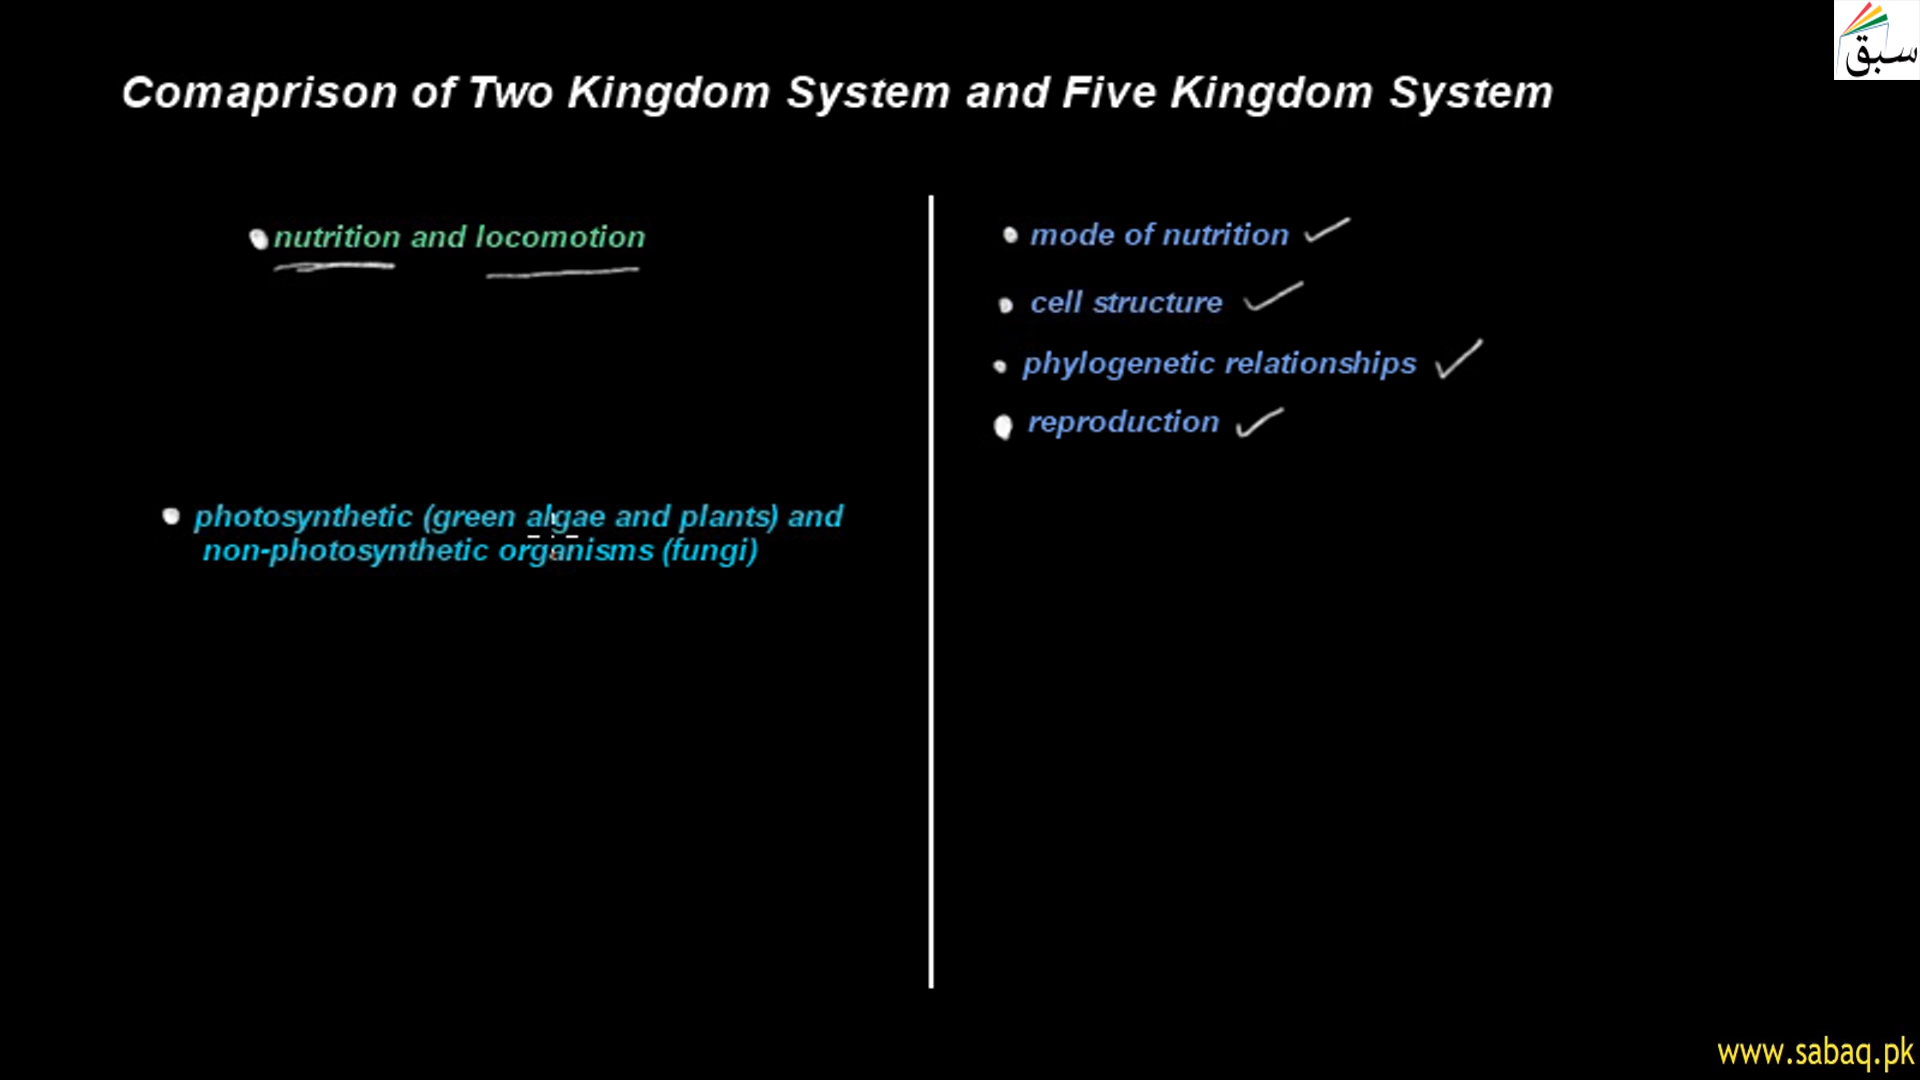 سبق
Comaprison of Two Kingdom System and Five Kingdom System
nutrition and locomotion
photosynthetic (green algae and plants) and
non-photosynthetic organisms (fungi)
mode of nutrition
cell structure
phylogenetic relationships
reproduction
www.sabaq.pk